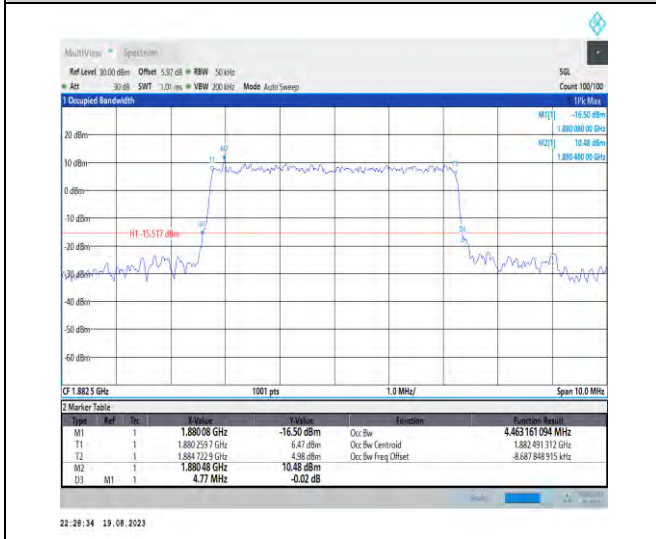 MultiView Spectrum
Ref Level 30.00 dBm Offset 5.97 dB RBW 50 kHz SGL
Att 30 dB SWT 1.01 ms VBW 200 kHz Mode Auto Sweep Count 100/100
1 Occupied Bandwidth 1Pk Max
M1[1] -16.50 dBm
1.880 080 00 GHz
M2[1] 10.48 dBm
1.880 480 00 GHz
20 dBm
M2
T1
10 dBm
0 dBm
-10 dBm
H1 -15.517 dBm
-20 dBm
-30 dBm
-40 dBm
-50 dBm
-60 dBm
CF 1.882 5 GHz 1001 pts 1.0 MHz/ Span 10.0 MHz
2 Marker Table
Type Ref Trc X-Value Y-Value Function Function Result
M1 1 1.880 08 GHz -16.50 dBm Occ Bw 4.463 161 094 MHz
T1 1 1.880 259 7 GHz 6.47 dBm Occ Bw Centroid 1.882 491 312 GHz
T2 1 1.884 722 9 GHz 4.98 dBm Occ Bw Freq Offset -8.687 848 915 kHz
M2 1 1.880 48 GHz 10.48 dBm
D3 M1 1 4.77 MHz -0.02 dB
22:28:34 19.08.2023